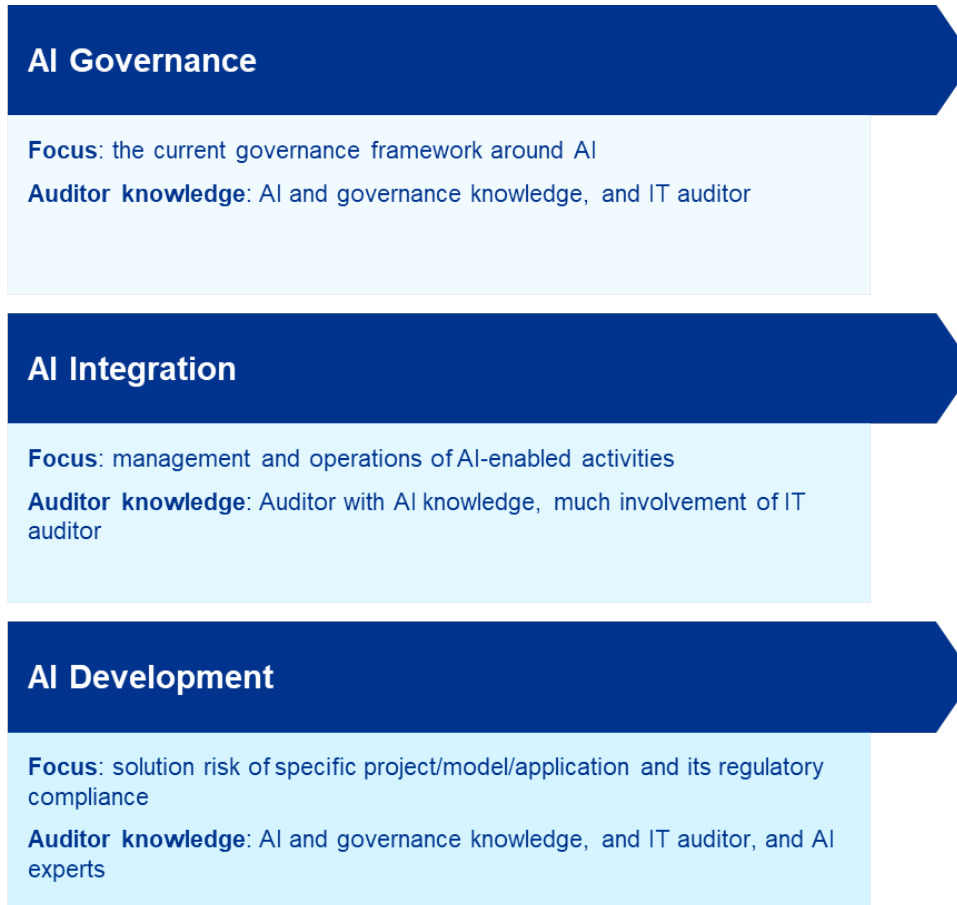 AI Governance
Focus: the current governance framework around AI
Auditor knowledge: AI and governance knowledge, and IT auditor
AI Integration
Focus: management and operations of AI-enabled activities
Auditor knowledge: Auditor with AI knowledge, much involvement of IT
auditor
AI Development
Focus: solution risk of specific project/model/application and its regulatory
compliance
Auditor knowledge: AI and governance knowledge, and IT auditor, and AI
experts